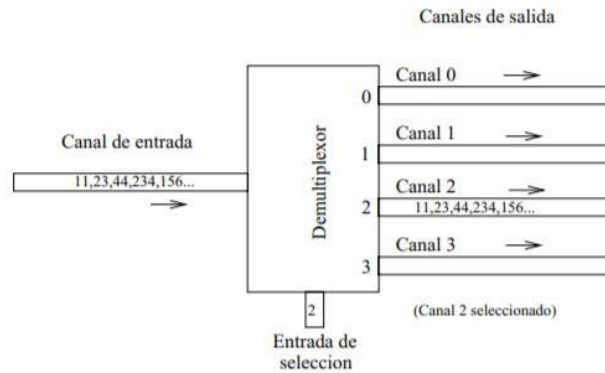 Canales de salida
Canal 0
0
Canal de entrada
Canal 1
11,23,44,234,156...
1
Demultiplexor
Canal 2
2
11,23,44,234,156...
Canal 3
3
2
(Canal 2 seleccionado)
Entrada de
seleccion